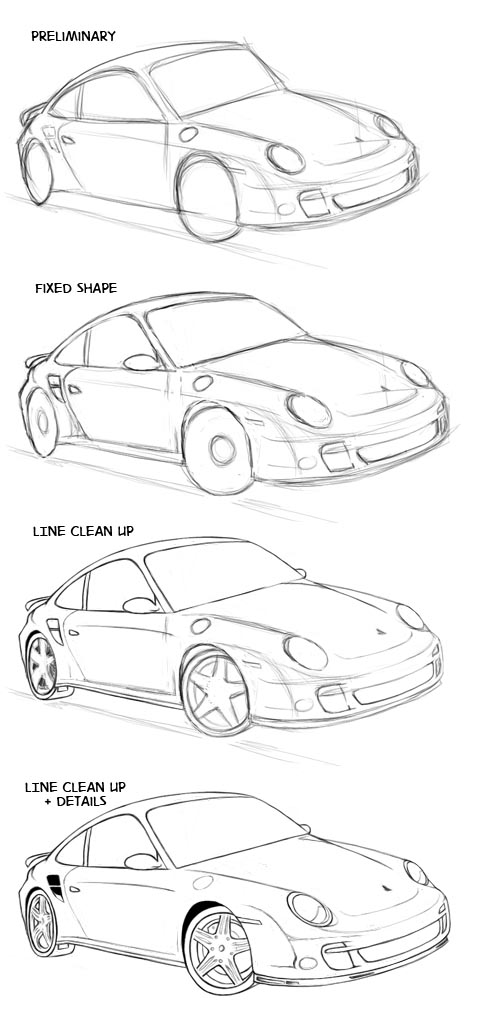 PRELIMINARY
FIXED SHAPE
LINE CLEAN UP
LINE CLEAN UP
+ DETAILS